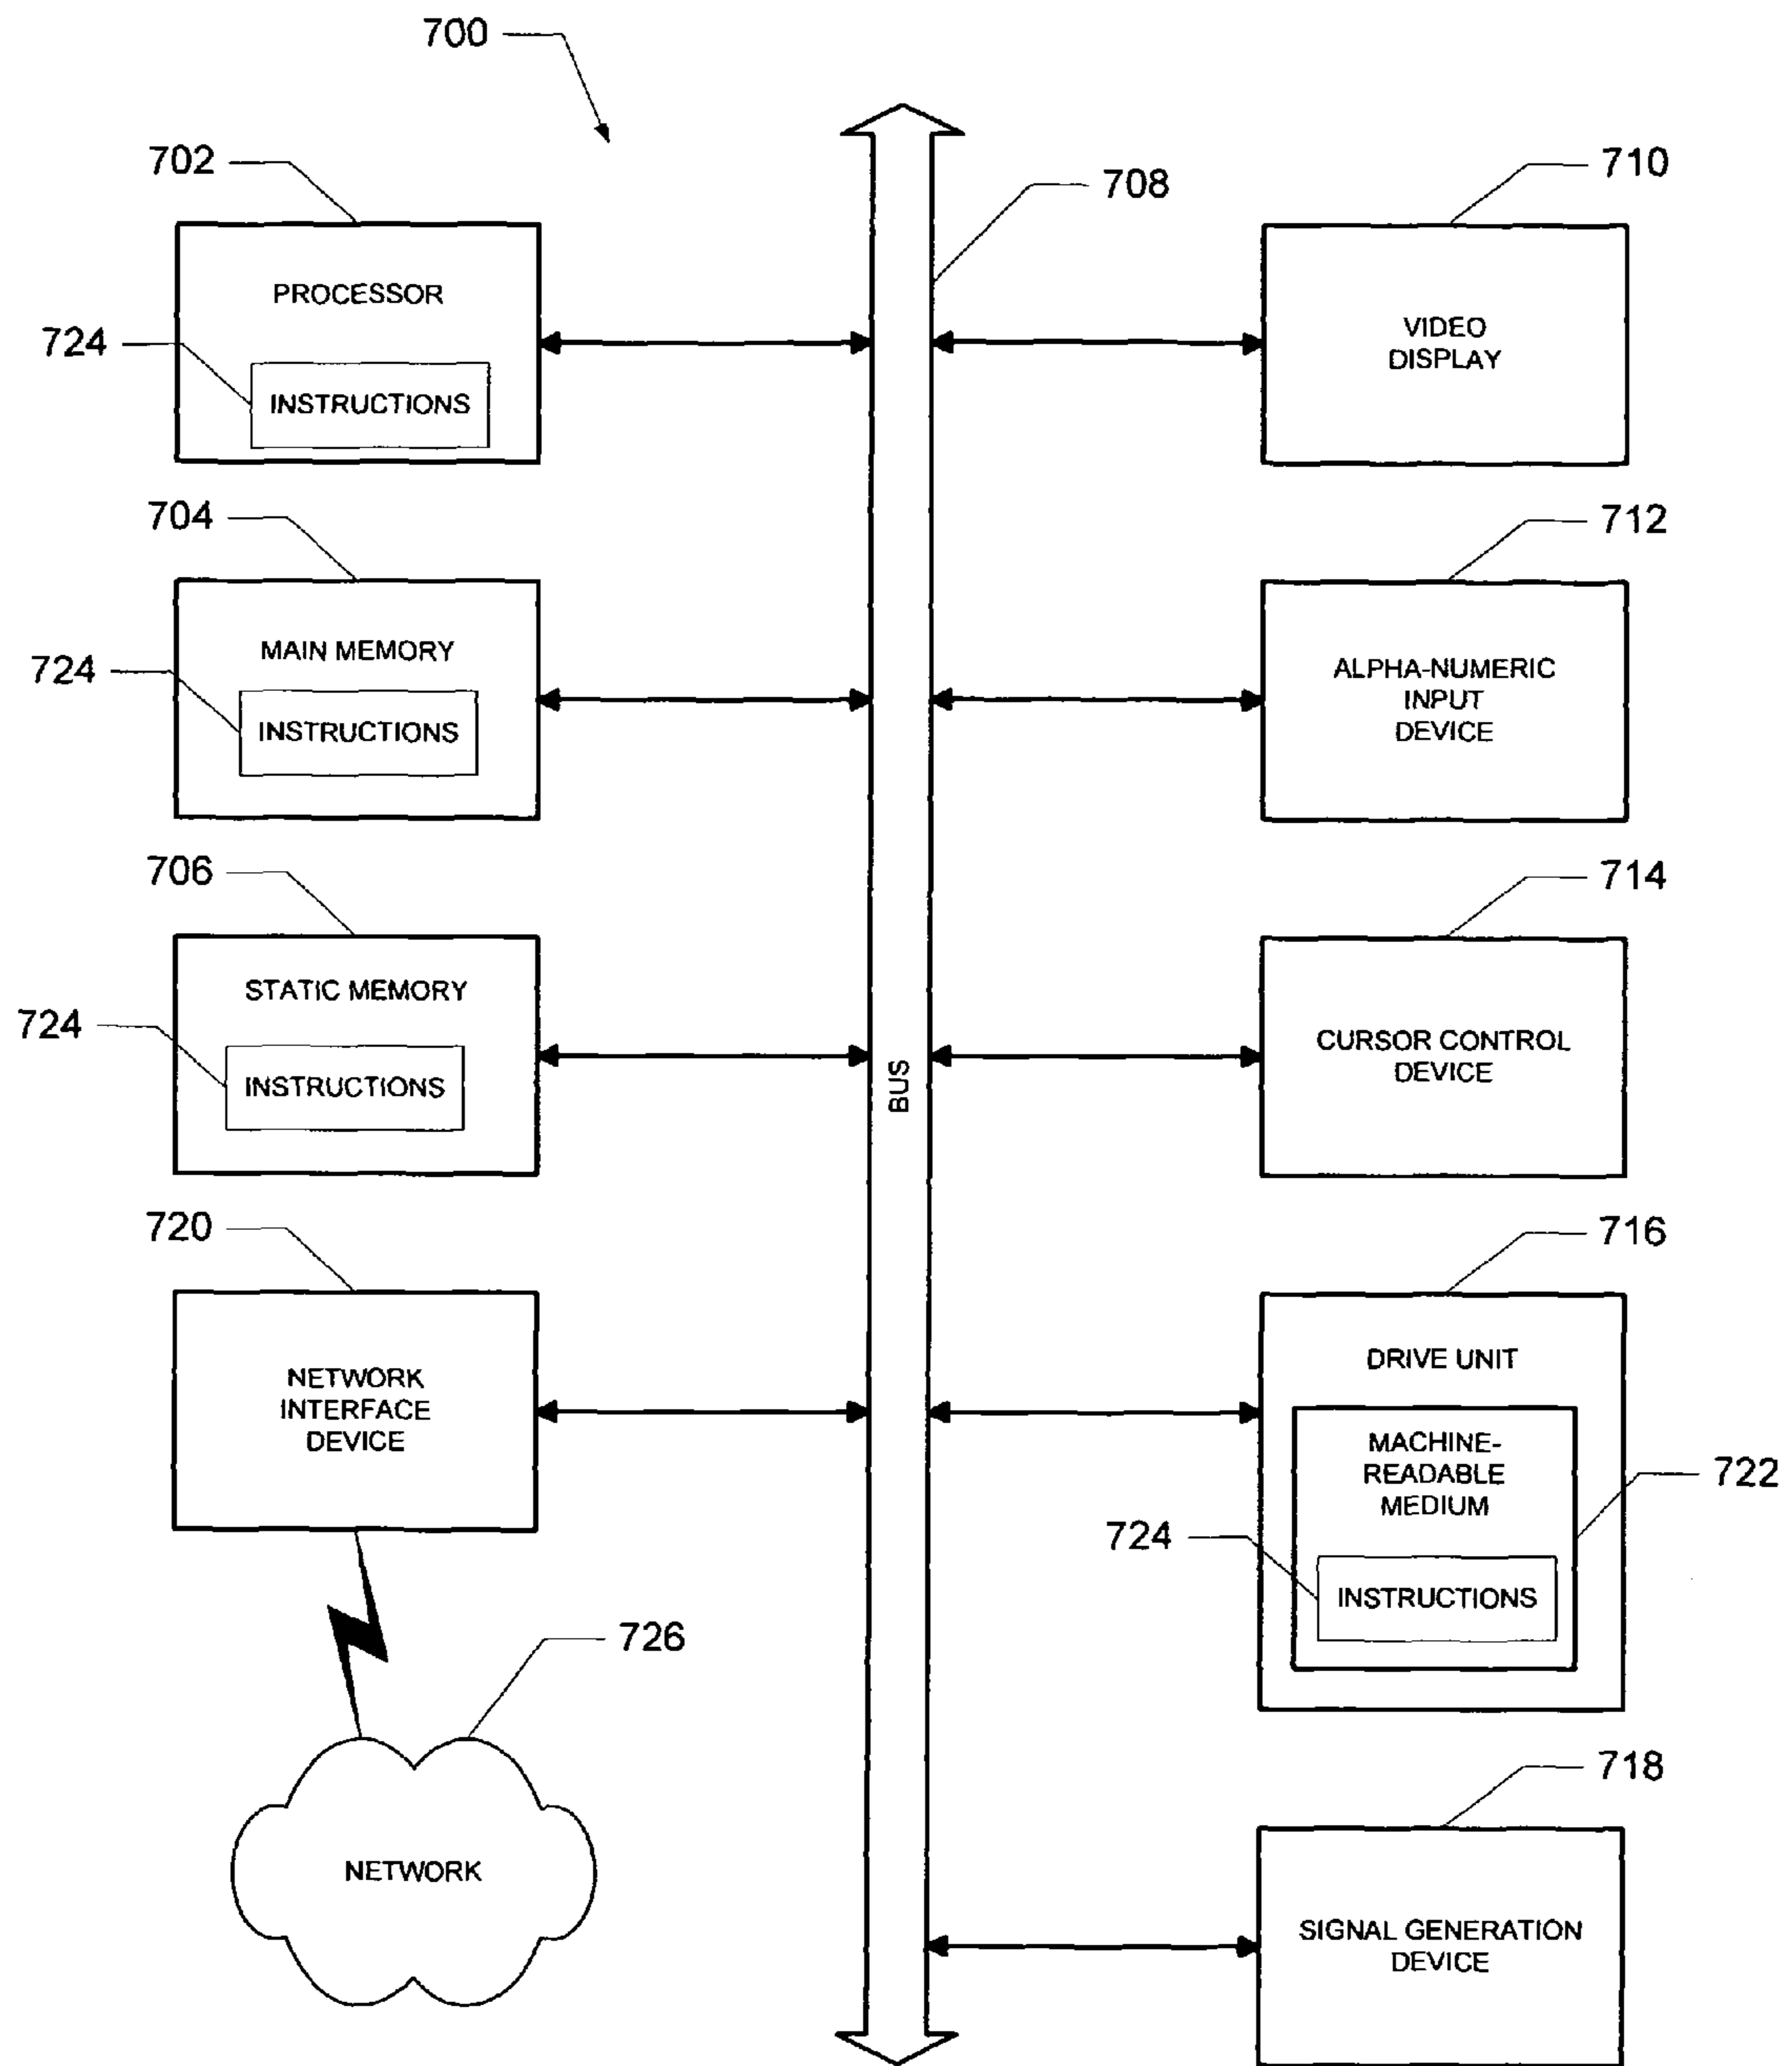 700
702
PROCESSOR
724
INSTRUCTIONS
704
MAIN MEMORY
724
INSTRUCTIONS
706
STATIC MEMORY
724
INSTRUCTIONS
720
NETWORK
INTERFACE
DEVICE
726
NETWORK
708
BUS
710
VIDEO
DISPLAY
712
ALPHA-NUMERIC
INPUT
DEVICE
714
CURSOR CONTROL
DEVICE
716
DRIVE UNIT
MACHINE-
READABLE
MEDIUM
722
724
INSTRUCTIONS
718
SIGNAL GENERATION
DEVICE